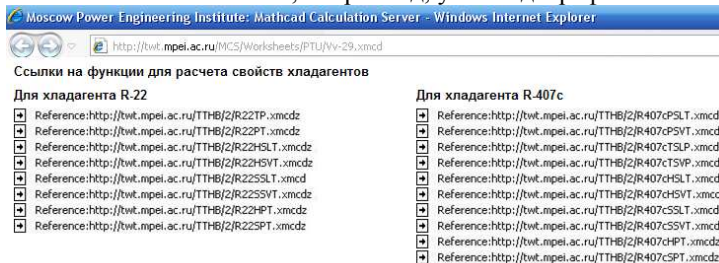 Moscow Power Engineering Institute: Mathcad Calculation Server - Windows Internet Explorer
http://twt.mpei.ac.ru/MCS/Worksheets/PTU/Vv-29.xmcd
Ссылки на функции для расчета свойств хладагентов
Для хладагента R-22
Reference:http://twt.mpei.ac.ru/TTHB/2/R22TP.xmcdz
Reference:http://twt.mpei.ac.ru/TTHB/2/R22PT.xmcdz
Reference:http://twt.mpei.ac.ru/TTHB/2/R22HSLT.xmcdz
Reference:http://twt.mpei.ac.ru/TTHB/2/R22HSVT.xmcdz
Reference:http://twt.mpei.ac.ru/TTHB/2/R22SSLT.xmcd
Reference:http://twt.mpei.ac.ru/TTHB/2/R22SSVT.xmcdz
Reference:http://twt.mpei.ac.ru/TTHB/2/R22HPT.xmcdz
Reference:http://twt.mpei.ac.ru/TTHB/2/R22SPT.xmcdz
Для хладагента R-407c
Reference:http://twt.mpei.ac.ru/TTHB/2/R407cPSLT.xmcd
Reference:http://twt.mpei.ac.ru/TTHB/2/R407cPSVT.xmcd
Reference:http://twt.mpei.ac.ru/TTHB/2/R407cTSLP.xmcd
Reference:http://twt.mpei.ac.ru/TTHB/2/R407cTSVP.xmcd
Reference:http://twt.mpei.ac.ru/TTHB/2/R407cHSLT.xmcd
Reference:http://twt.mpei.ac.ru/TTHB/2/R407cHSVT.xmcc
Reference:http://twt.mpei.ac.ru/TTHB/2/R407cSSLT.xmcd
Reference:http://twt.mpei.ac.ru/TTHB/2/R407cSSVT.xmcd
Reference:http://twt.mpei.ac.ru/TTHB/2/R407cHPT.xmcdz
Reference:http://twt.mpei.ac.ru/TTHB/2/R407cSPT.xmcdz